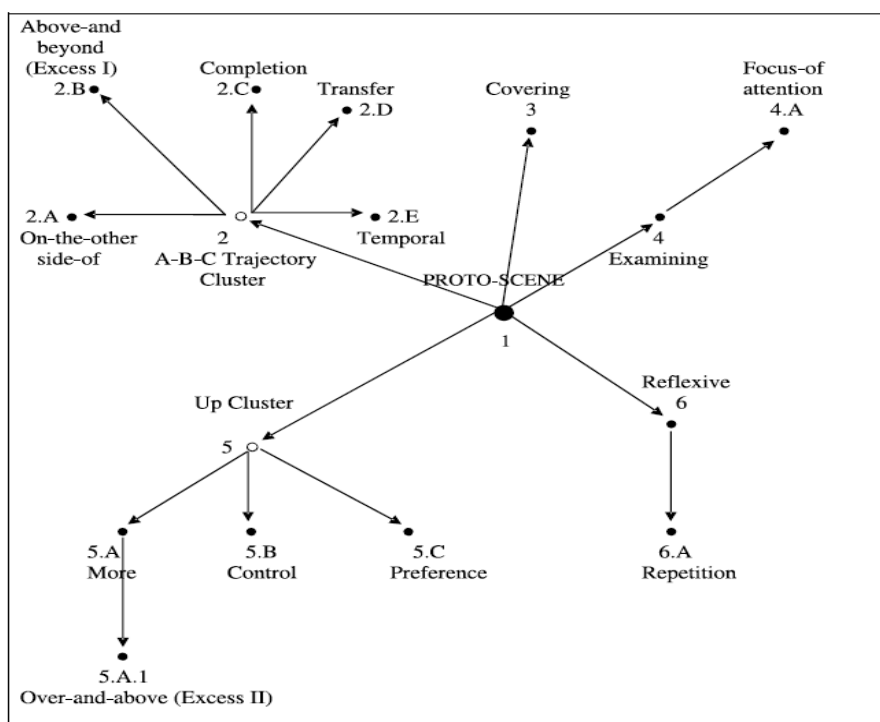 Above-and
beyond
(Excess I)
2.B
Completion
2.C
Transfer
2.D
Covering
3
Focus-of
attention
4.A
2.A
On-the-other
side-of
2
A-B-C Trajectory
Cluster
2.E
Temporal
4
Examining
PROTO-SCENE
1
Up Cluster
5
Reflexive
6
5.A
More
5.B
Control
5.C
Preference
6.A
Repetition
5.A.1
Over-and-above (Excess II)